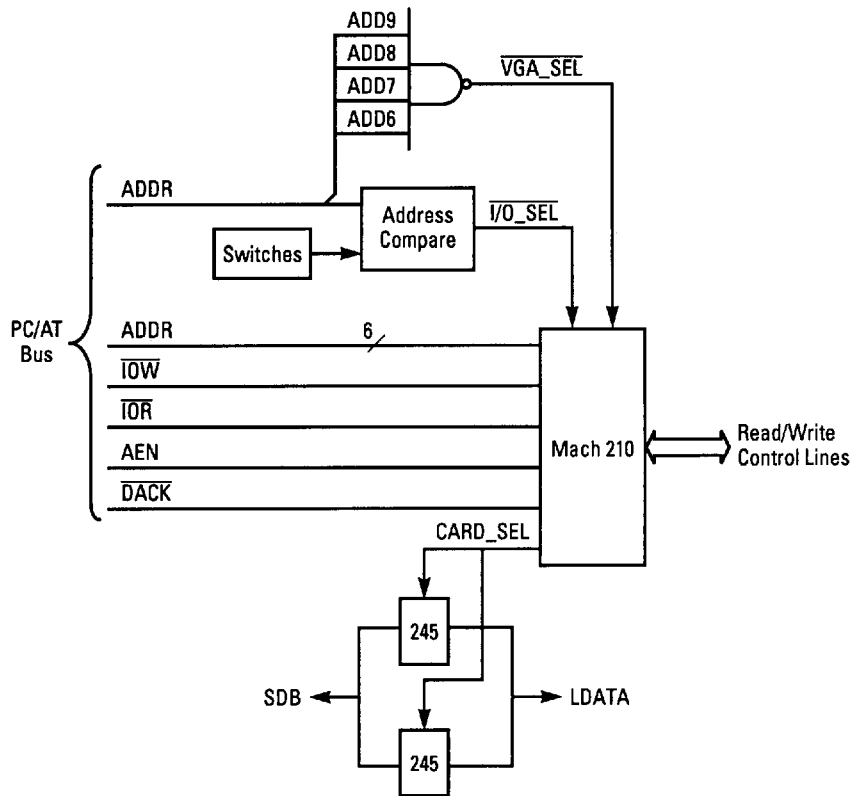 ADD9
ADD8
ADD7
ADD6
VGA_SEL
ADDR
Address
Compare
I/O_SEL
Switches
PC/AT
Bus
ADDR
6
IOW
IOR
AEN
DACK
Mach 210
Read/Write
Control Lines
CARD_SEL
245
SDB
LDATA
245